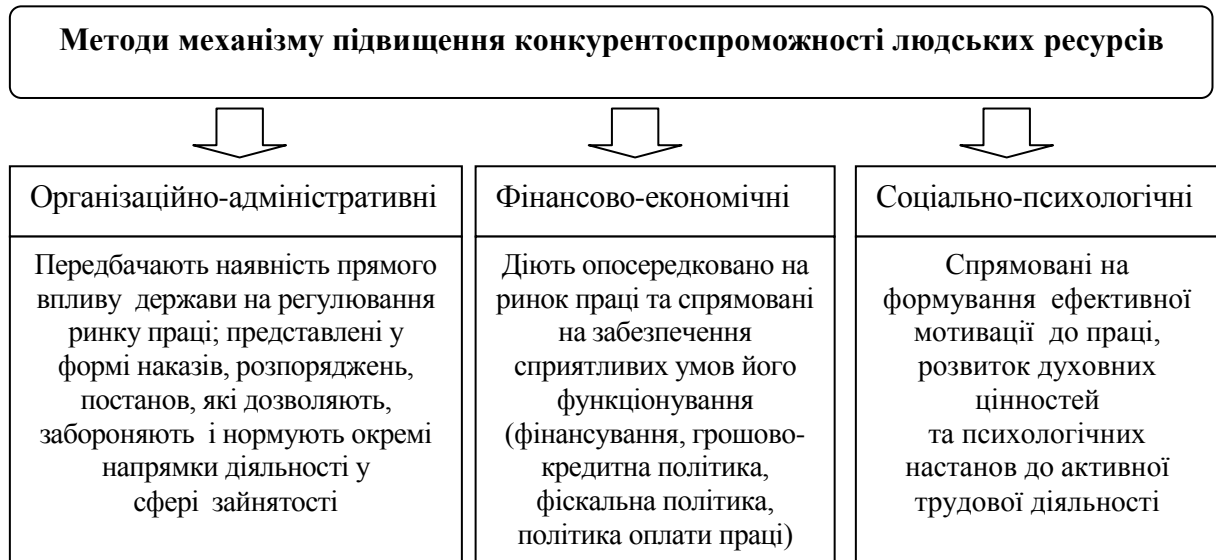 Методи механізму підвищення конкурентоспроможності людських ресурсів
Організаційно-адміністративні
Передбачають наявність прямого
впливу держави на регулювання
ринку праці; представлені у
формі наказів, розпоряджень,
постанов, які дозволяють,
забороняють і нормують окремі
напрямки діяльності у
сфері зайнятості
Фінансово-економічні
Діють опосередковано на
ринок праці та спрямовані
на забезпечення
сприятливих умов його
функціонування
(фінансування, грошово-
кредитна політика,
фіскальна політика,
політика оплати праці)
Соціально-психологічні
Спрямовані на
формування ефективної
мотивації до праці,
розвиток духовних
цінностей
та психологічних
настанов до активної
трудової діяльності